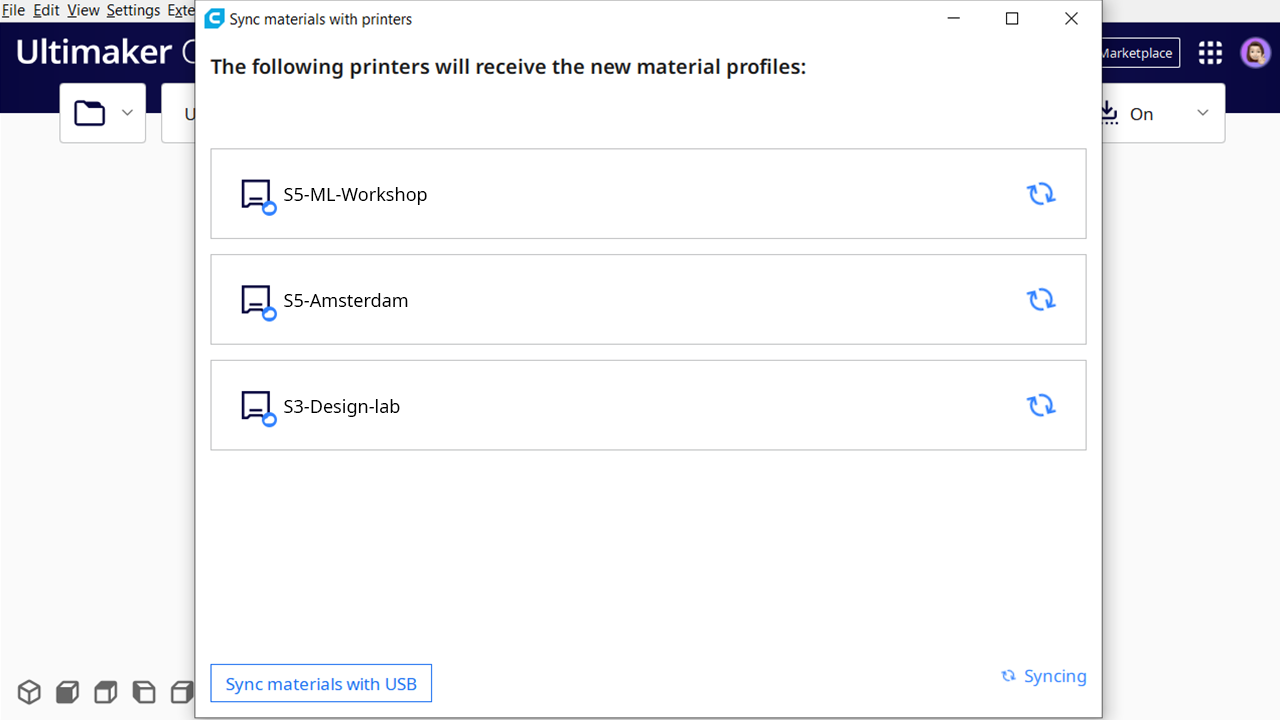 File Edit View Settings Exte
Sync materials with printers
Ultimaker
Marketplace
The following printers will receive the new material profiles:
U
On
S5-ML-Workshop
S5-Amsterdam
S3-Design-lab
Sync materials with USB
Syncing